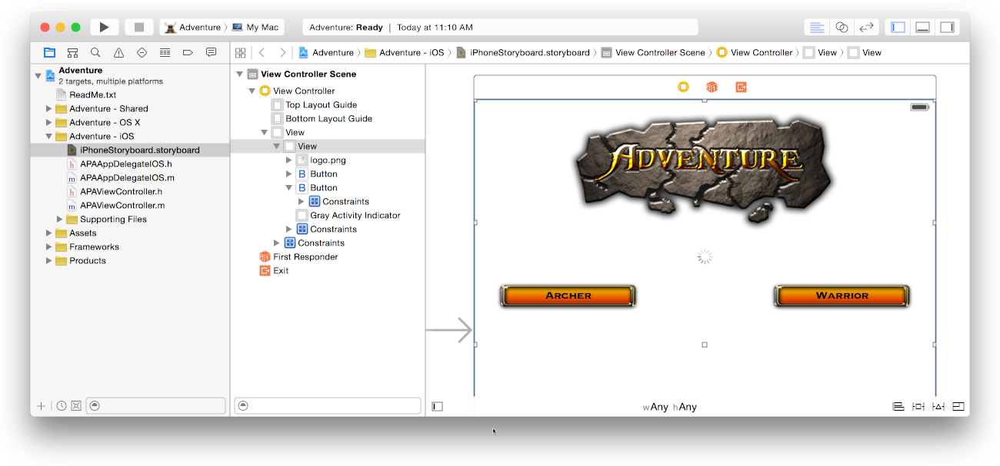 Adventure 〉 My Mac
Adventure: Ready | Today at 11:10 AM
Adventure 〉 Adventure - iOS 〉 iPhoneStoryboard.storyboard 〉 View Controller Scene 〉 View Controller 〉 View 〉 View
Adventure
2 targets, multiple platforms
ReadMe.txt
Adventure - Shared
Adventure - OS X
Adventure - iOS
iPhoneStoryboard.storyboard
h APAAppDelegateIOS.h
m APAAppDelegateIOS.m
h APAViewController.h
m APAViewController.m
Supporting Files
Assets
Frameworks
Products
View Controller Scene
View Controller
Top Layout Guide
Bottom Layout Guide
View
View
logo.png
B Button
B Button
Constraints
Gray Activity Indicator
Constraints
Constraints
First Responder
Exit
ADVENTURE
ARCHER
WARRIOR
wAny hAny